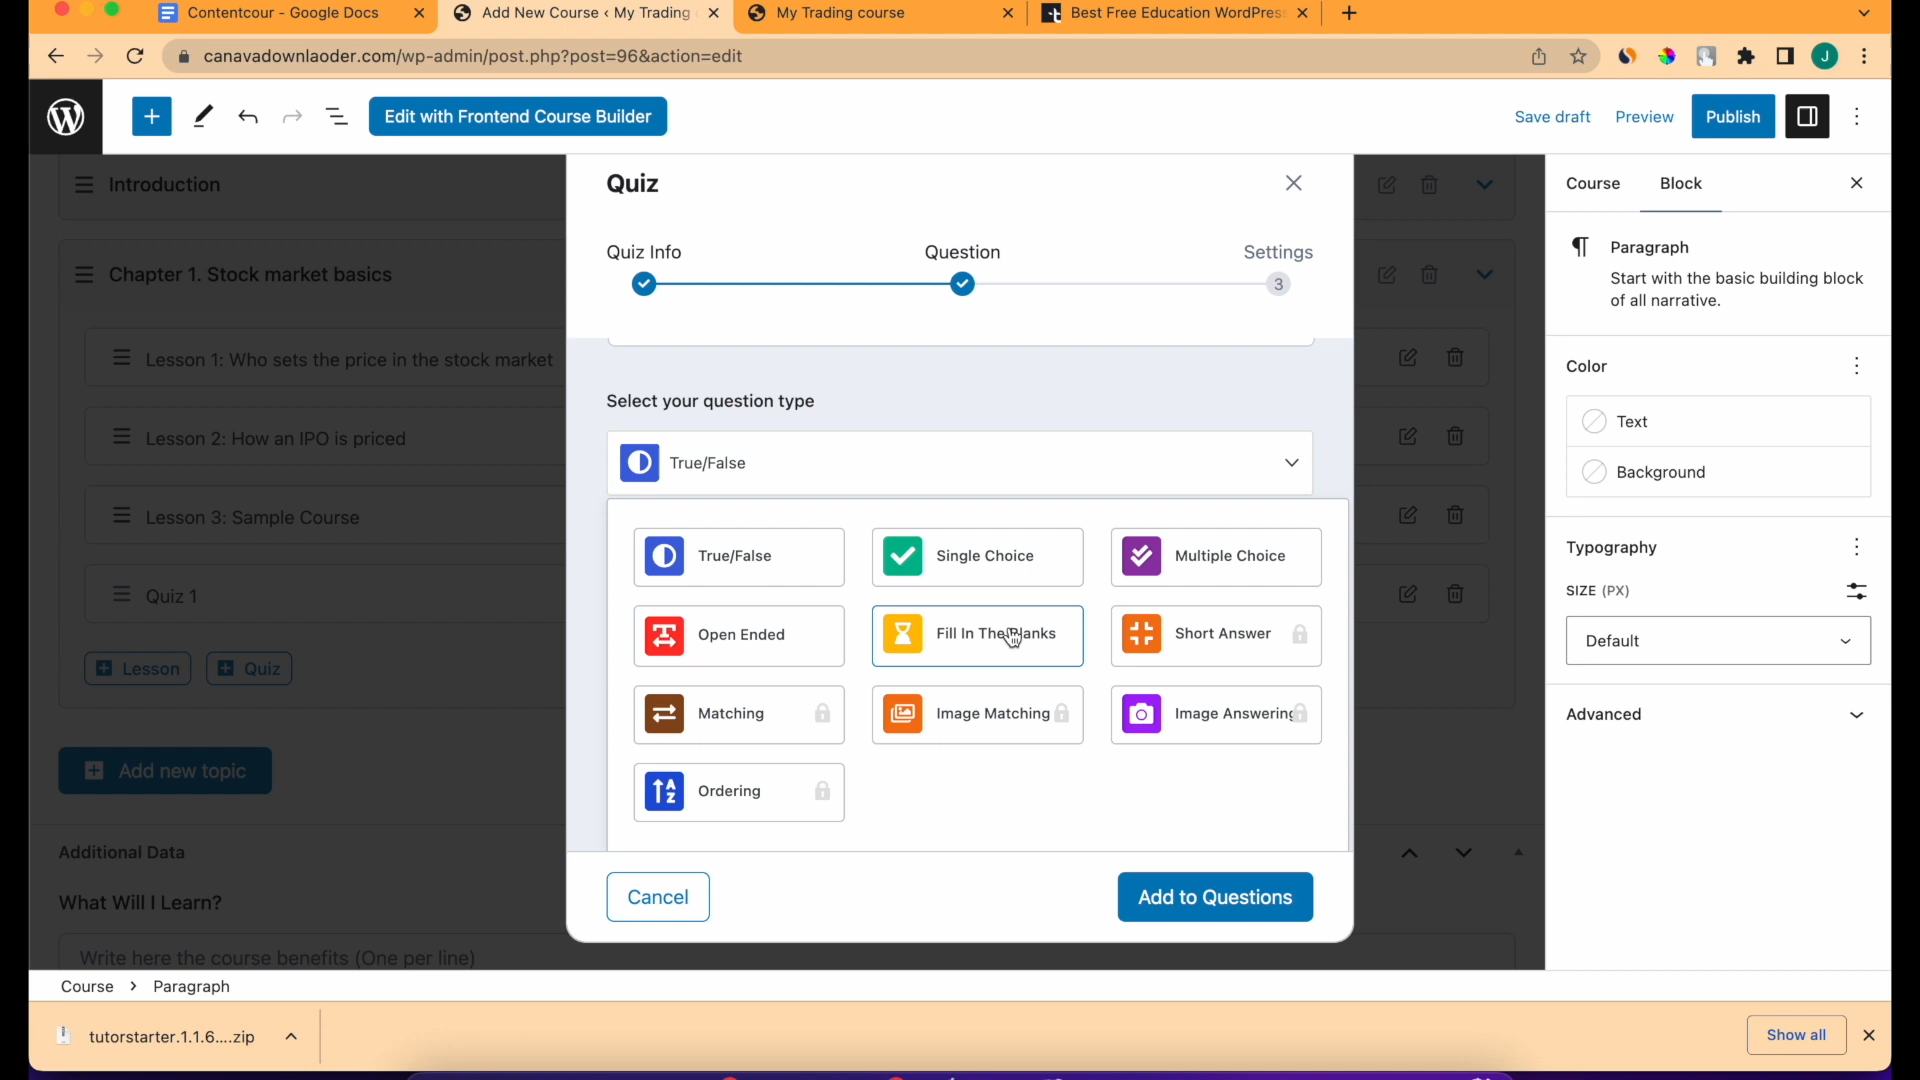 Contentcour - Google Docs
Add New Course ‹ My Trading
My Trading course
Best Free Education WordPres
canavadownlaoder.com/wp-admin/post.php?post=96&action=edit
J
Edit with Frontend Course Builder
Save draft
Preview
Publish
Introduction
Chapter 1. Stock market basics
Lesson 1: Who sets the price in the stock market
Lesson 2: How an IPO is priced
Lesson 3: Sample Course
Quiz 1
Lesson
Quiz
Add new topic
Additional Data
What Will I Learn?
Write here the course benefits (One per line)
Quiz
Quiz Info
Question
Settings
3
Select your question type
True/False
True/False
Single Choice
Multiple Choice
Open Ended
Fill In The Blanks
Short Answer
Matching
Image Matching
Image Answering
Ordering
Cancel
Add to Questions
Course
Block
Paragraph
Start with the basic building block
of all narrative.
Color
Text
Background
Typography
SIZE (PX)
Default
Advanced
Course
Paragraph
tutorstarter.1.1.6....zip
Show all